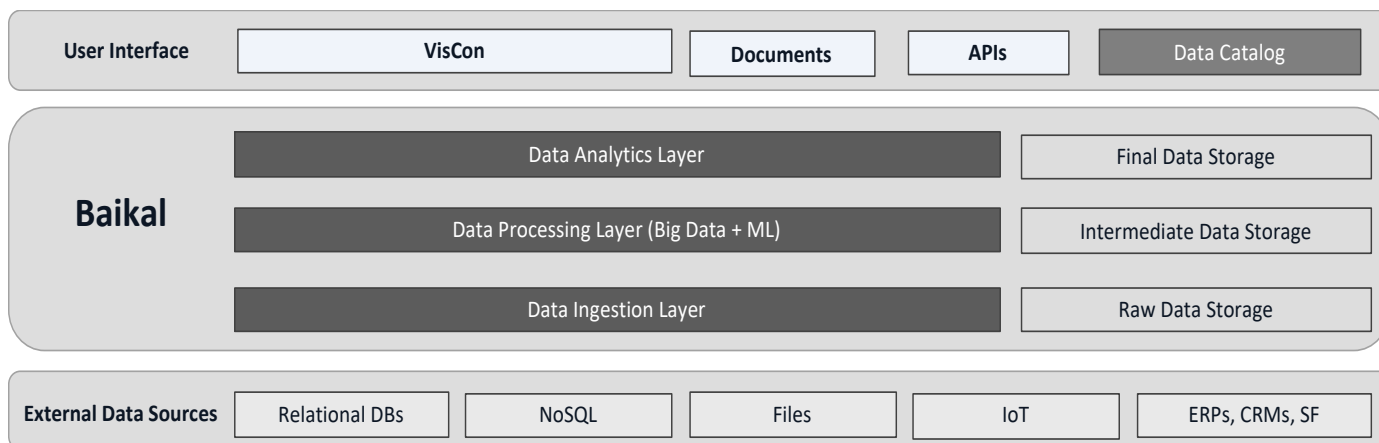 User Interface
VisCon
Documents
APIs
Data Catalog
Baikal
Data Analytics Layer
Final Data Storage
Data Processing Layer (Big Data + ML)
Intermediate Data Storage
Data Ingestion Layer
Raw Data Storage
External Data Sources
Relational DBs
NoSQL
Files
IoT
ERPs, CRMs, SF